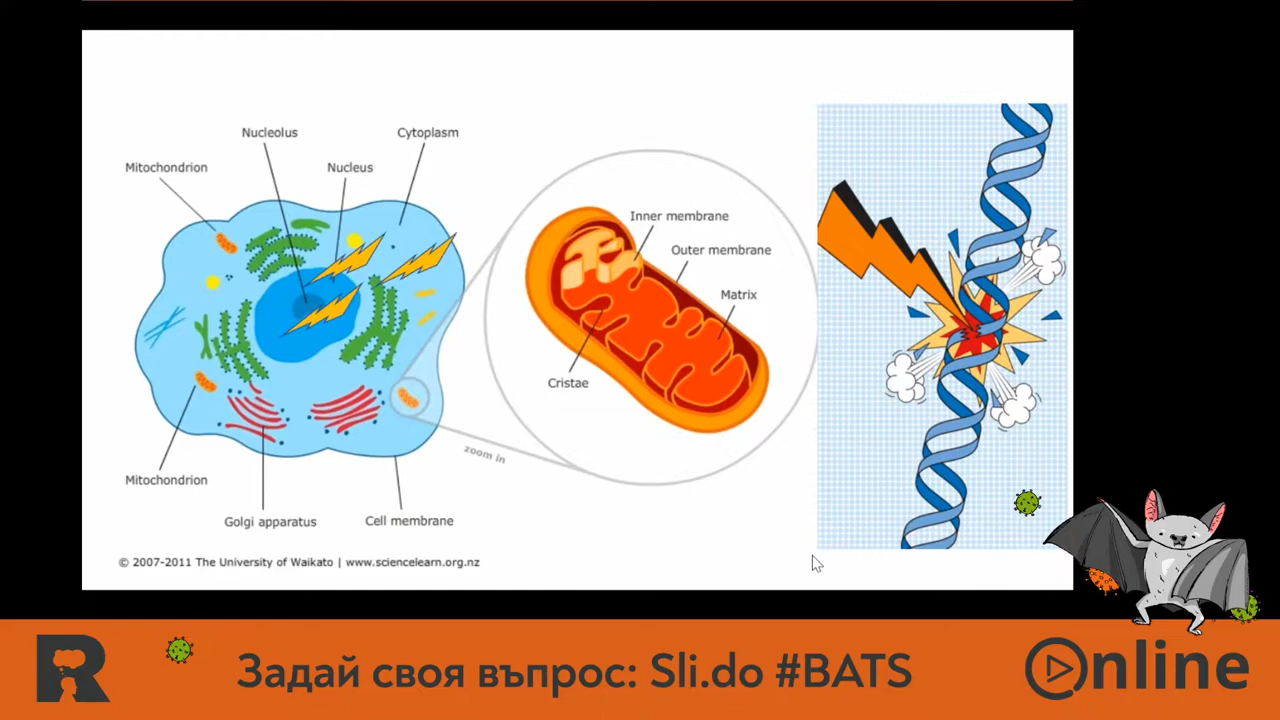 Nucleolus
Cytoplasm
Mitochondrion
Nucleus
Inner membrane
Outer membrane
Matrix
Cristae
zoom in
Mitochondrion
Golgi apparatus
Cell membrane
© 2007-2011 The University of Waikato | www.sciencelearn.org.nz
R
Задай своя въпрос: Sli.do #BATS
Online